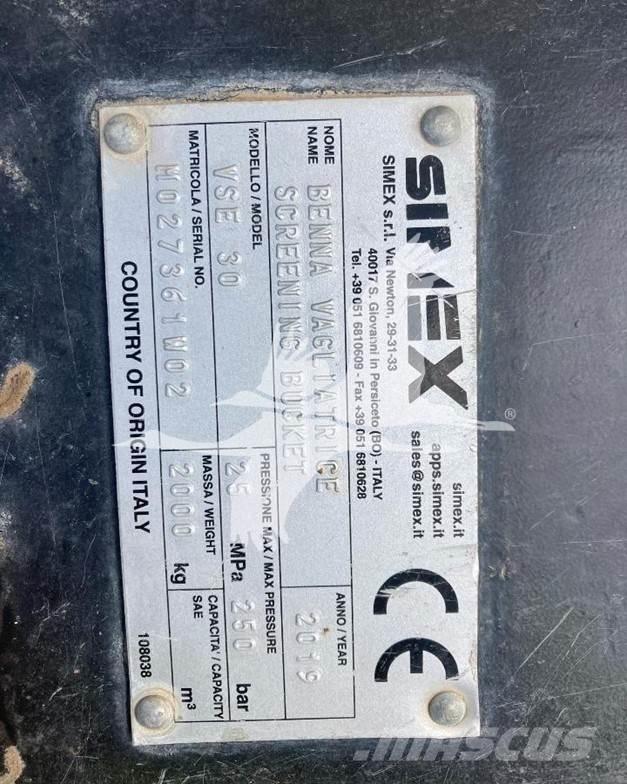 SIMEX
simex.it
apps.simex.it
sales@simex.it
SIMEX s.r.l. Via Newton, 29-31-33
40017 S. Giovanni in Persiceto (BO) - ITALY
Tel. +39 051 6810609 - Fax +39 051 6810628
CE
NOME
NAME
BENNA VAGLIATRICE
SCREENING BUCKET
ANNO / YEAR
2019
MODELLO / MODEL
VSE 30
PRESSIONE MAX / MAX PRESSURE
25 MPa 250 bar
MATRICOLA / SERIAL NO.
M027361W02
MASSA / WEIGHT
2000 kg
CAPACITA' / CAPACITY
SAE
m³
COUNTRY OF ORIGIN ITALY
108038
®
MASCUS